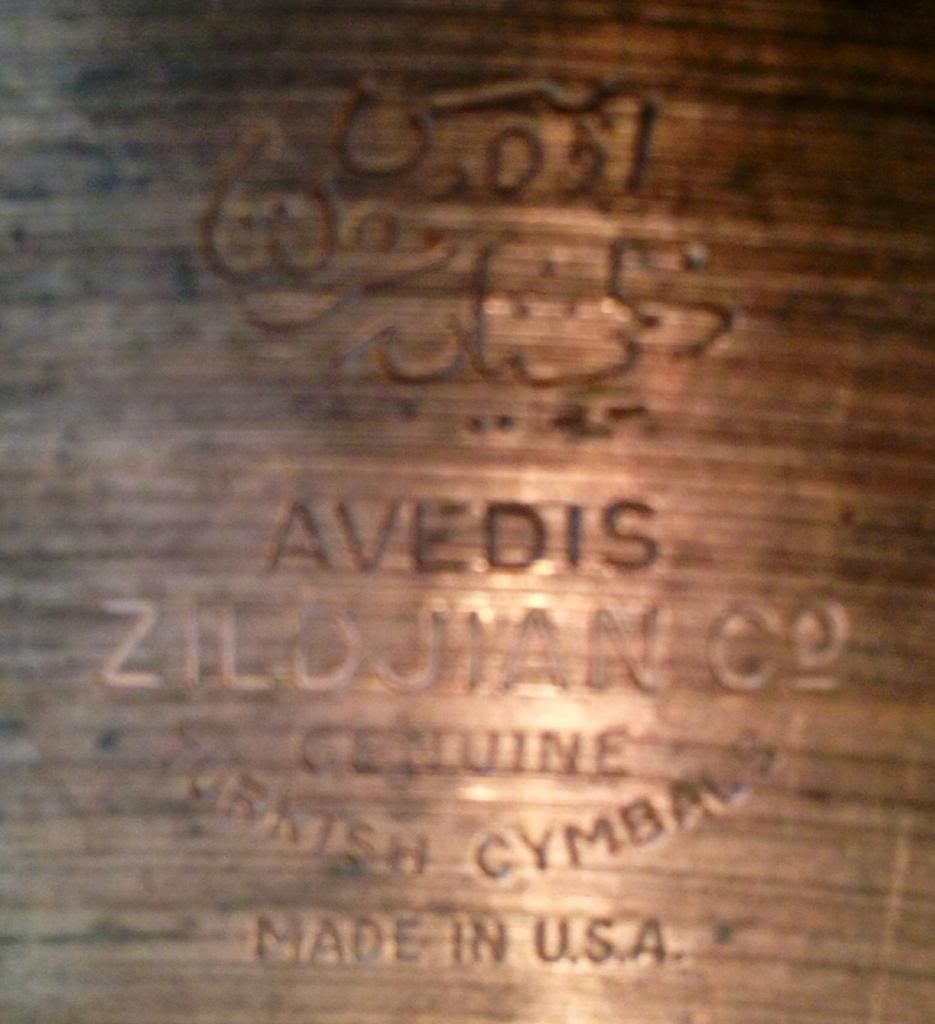 AVEDIS
ZILDJIAN Cº
GENUINE
TURKISH CYMBALS
MADE IN U.S.A.